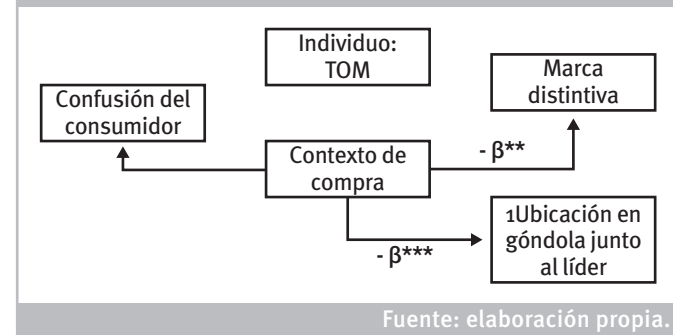 Individuo:
TOM
Marca
distintiva
Confusión del
consumidor
- β**
Contexto de
compra
1Ubicación en
góndola junto
al líder
- β***
Fuente: elaboración propia.